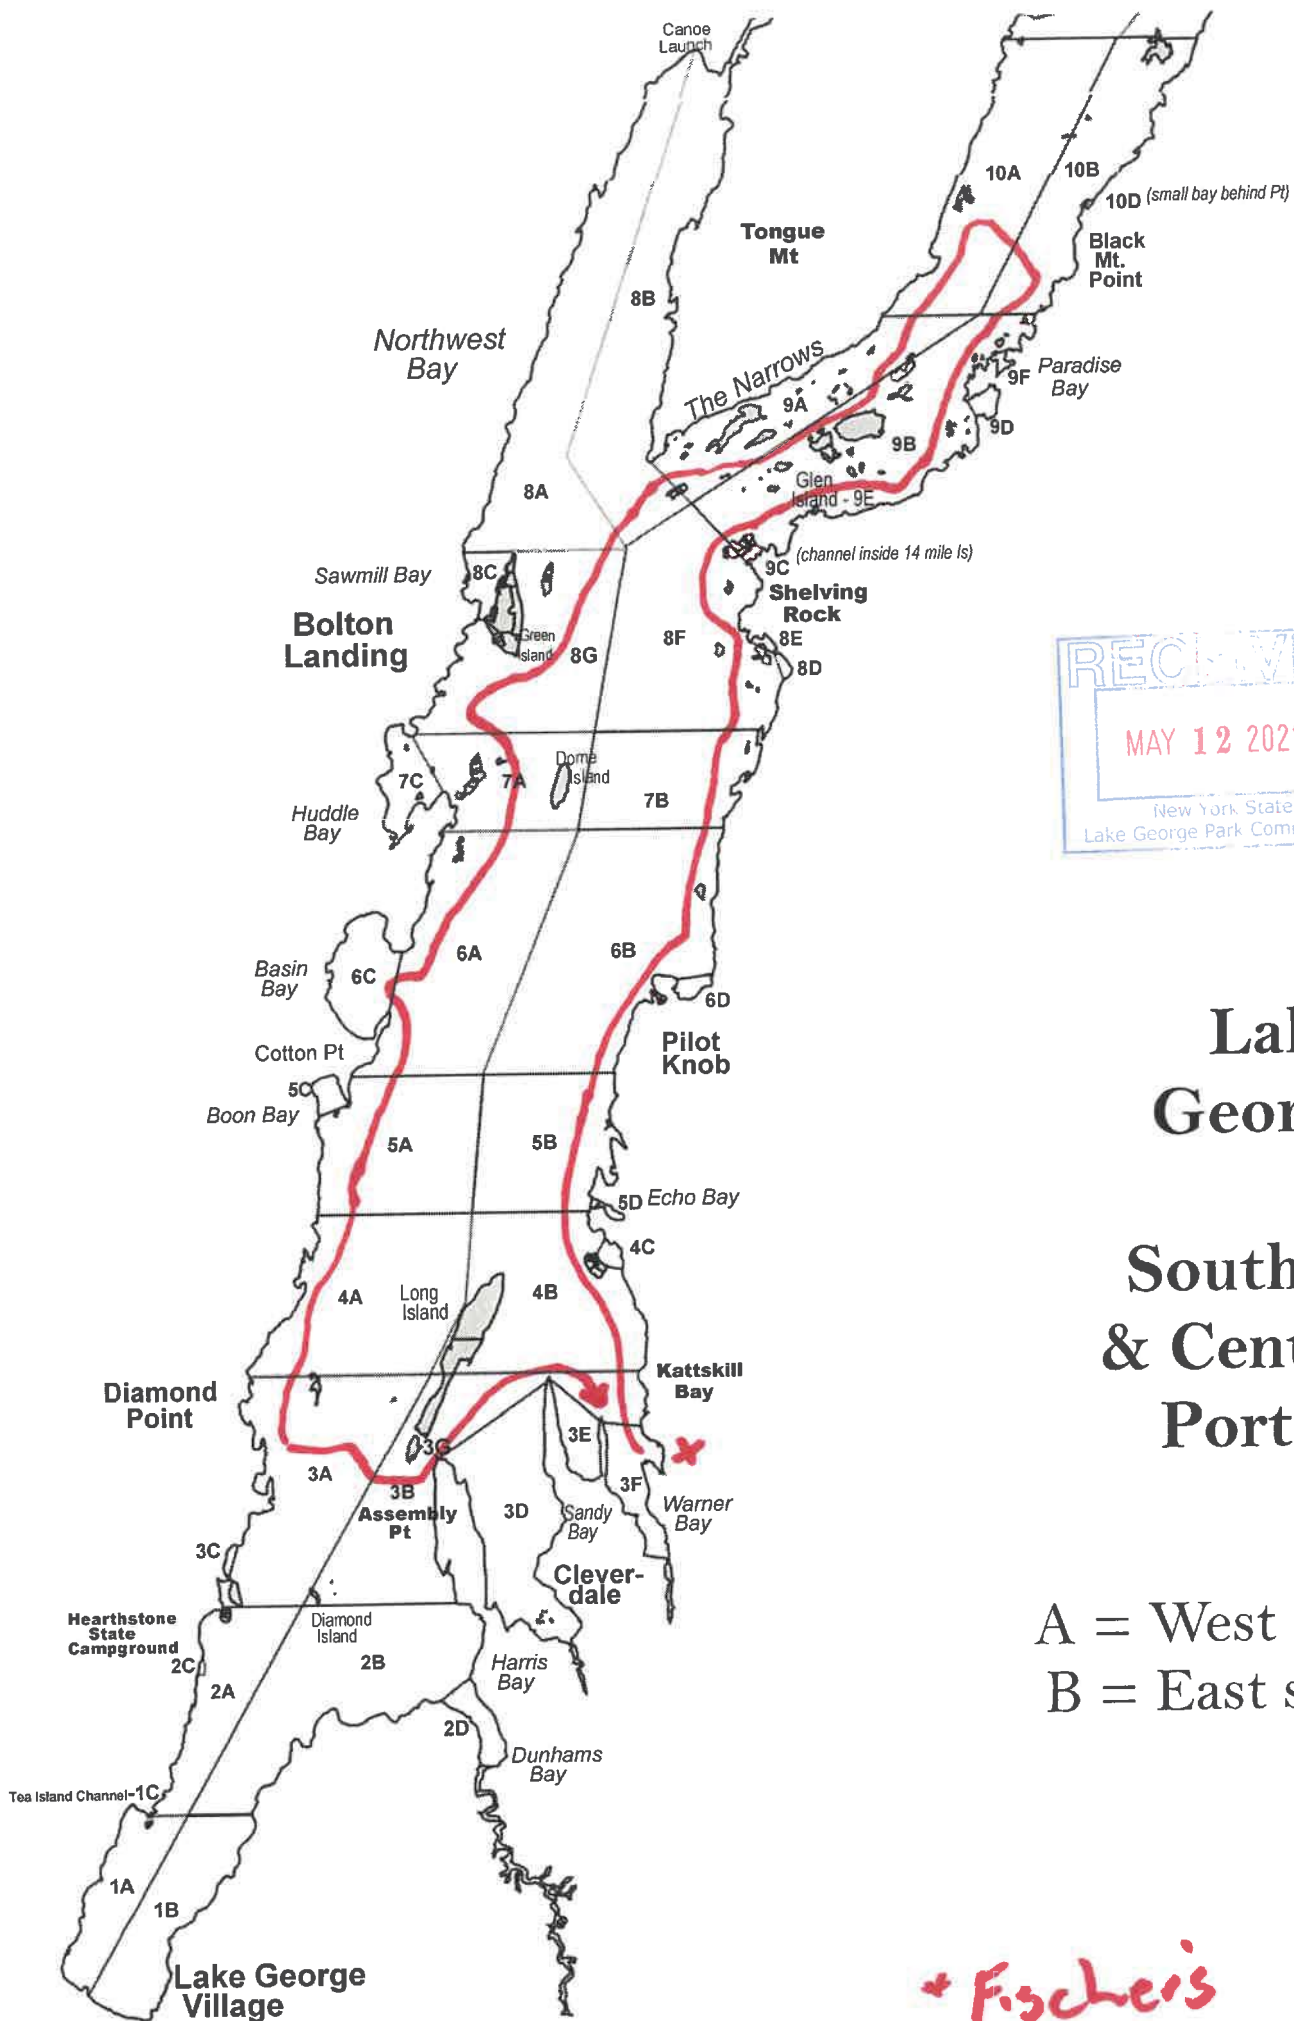 Canoe
Launch
10A
10B
10D (small bay behind Pt)
Tongue
Mt
Black
Mt.
Point
8B
Northwest
Bay
The Narrows
9A
9F
Paradise
Bay
9B
9D
8A
Glen
Island - 9E
Sawmill Bay
8C
9C
(channel inside 14 mile Is)
Shelving
Rock
Bolton
Landing
Green
Island
8G
8F
8E
8D
MAY 12 202
New York State
Lake George Park Com
7C
7A
Dome
Island
7B
Huddle
Bay
6A
6B
Basin
Bay
6C
6D
Pilot
Knob
Cotton Pt
5C
Boon Bay
5A
5B
5D Echo Bay
4C
4A
Long
Island
4B
Kattskill
Bay
Diamond
Point
3G
3E
3A
3B
3F
Assembly
Pt
3D
Sandy
Bay
Warner
Bay
3C
Clever-
dale
Hearthstone
State
Campground
Diamond
Island
2C
2A
2B
Harris
Bay
2D
Dunhams
Bay
Tea Island Channel-1C
1A
1B
Lake George
Village
Geor
South
& Cent
Port
A = West
B = East s
* Fischer's